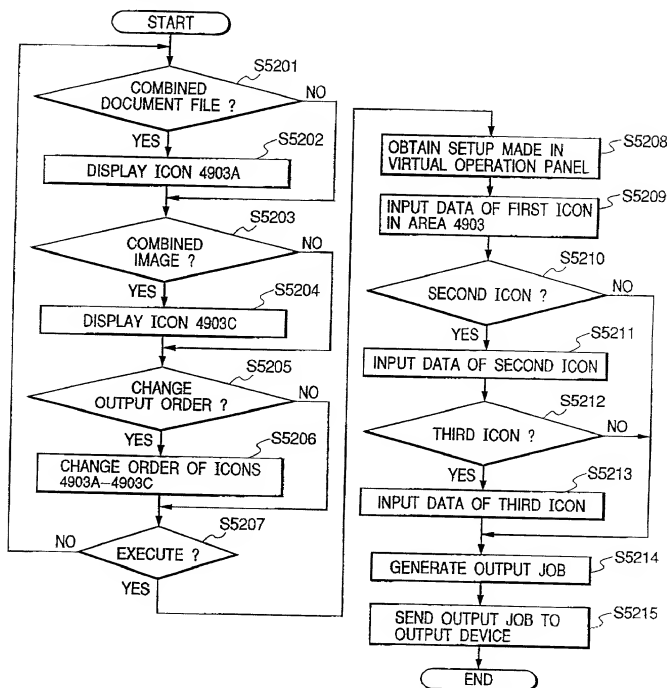 START
S5201
COMBINED
DOCUMENT FILE ?
NO
YES
S5202
DISPLAY ICON 4903A
S5203
COMBINED
IMAGE ?
NO
YES
S5204
DISPLAY ICON 4903C
S5205
CHANGE
OUTPUT ORDER ?
NO
YES
S5206
CHANGE ORDER OF ICONS
4903A-4903C
S5207
NO
EXECUTE ?
YES
OBTAIN SETUP MADE IN
VIRTUAL OPERATION PANEL
S5208
S5209
INPUT DATA OF FIRST ICON
IN AREA 4903
S5210
SECOND ICON ?
NO
YES
S5211
INPUT DATA OF SECOND ICON
S5212
THIRD ICON ?
NO
YES
S5213
INPUT DATA OF THIRD ICON
GENERATE OUTPUT JOB
S5214
SEND OUTPUT JOB TO
OUTPUT DEVICE
S5215
END